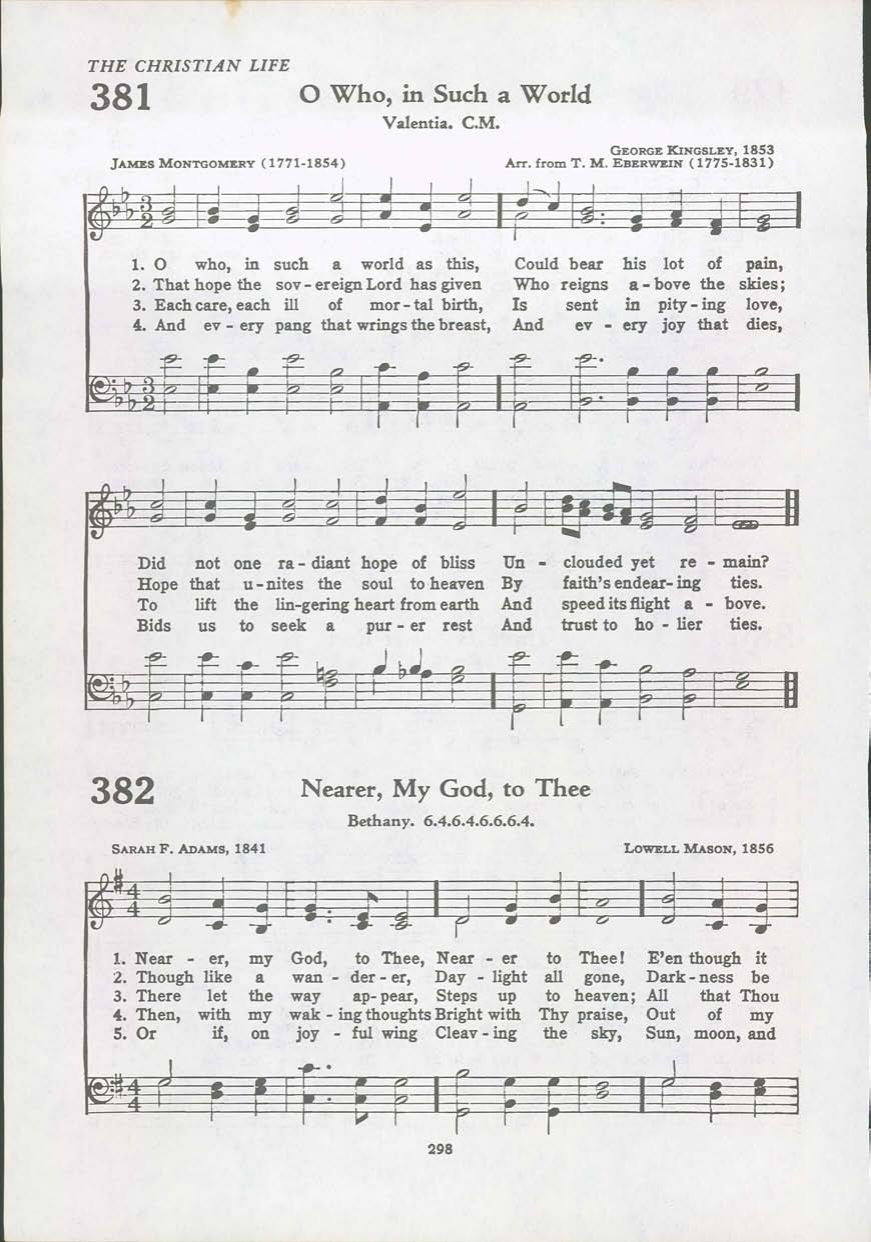 THE CHRISTIAN LIFE
381 O Who, in Such a World
Valentia. C.M.
George Kingsley, 1853
James Montgomery (1771-1854) Arr. from T. M. Eberwein (1775-1831)
3 2
1. O who, in such a world as this, Could bear his lot of pain,
2. That hope the sov - ereign Lord has given Who reigns a - bove the skies;
3. Each care, each ill of mor - tal birth, Is sent in pity - ing love,
4. And ev - ery pang that wrings the breast, And ev - ery joy that dies,
3 2
Did not one ra - diant hope of bliss Un - clouded yet re - main?
Hope that u - nites the soul to heaven By faith's endear - ing ties.
To lift the lin-gering heart from earth And speed its flight a - bove.
Bids us to seek a pur - er rest And trust to ho - lier ties.
382 Nearer, My God, to Thee
Bethany. 6.4.6.4.6.6.6.4.
Sarah F. Adams, 1841 Lowell Mason, 1856
4 4
1. Near - er, my God, to Thee, Near - er to Thee! E'en though it
2. Though like a wan - der - er, Day - light all gone, Dark - ness be
3. There let the way ap- pear, Steps up to heaven; All that Thou
4. Then, with my wak - ing thoughts Bright with Thy praise, Out of my
5. Or if, on joy - ful wing Cleav - ing the sky, Sun, moon, and
4 4
298